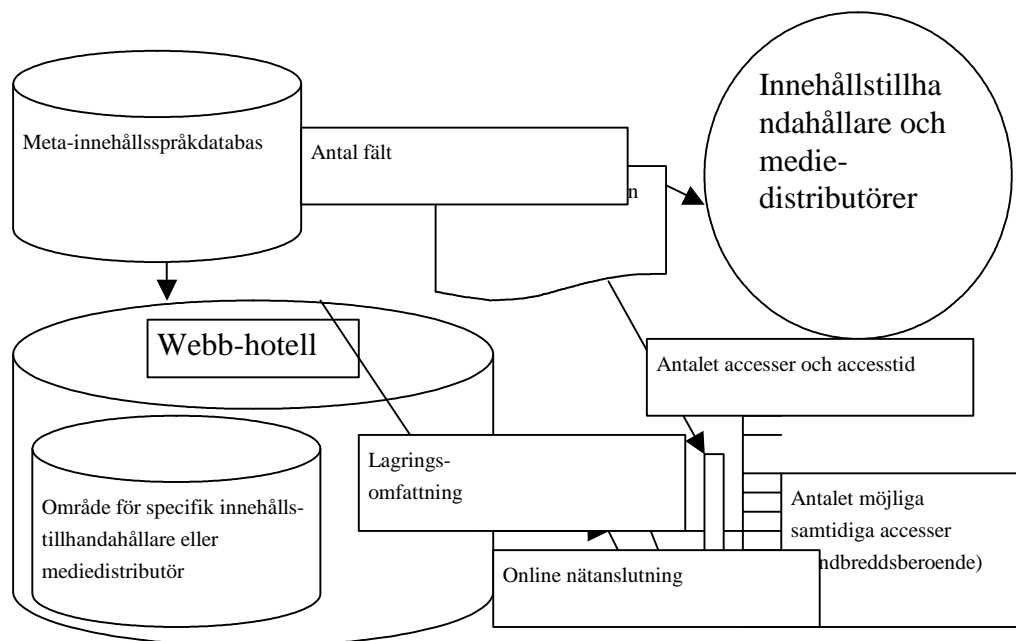 Meta-innehållsspråkdatabas
Antal fält
n
Innehållstillha
ndahållare och
medie-
distributörer
Webb-hotell
Antalet accesser och accesstid
Lagrings-
omfattning
Område för specifik innehålls-
tillhandahållare eller
mediedistributör
Online nätanslutning
Antalet möjliga
samtidiga accesser
ndbreddsberoende)